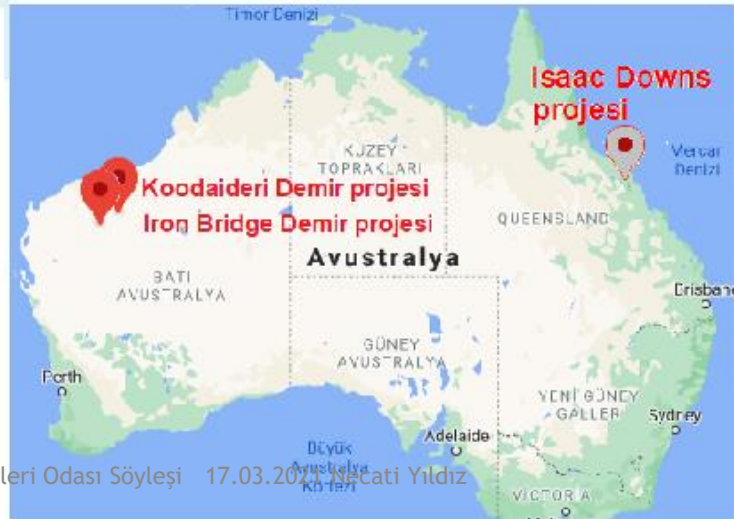 Timor Denizi
Isaac Downs
projesi
KUZEY
TOPRAKLARI
Mercan
Denizi
Koodaideri Demir projesi
Iron Bridge Demir projesi
QUEENSLAND
Avustralya
BATI
AVUSTRALYA
Brisbane
GÜNEY
AVUSTRALYA
Perth
YENİ GÜNEY
GALLER
Sydney
Adelaide
Büyük
Avustralya
Körfezi
leri Odası Söyleşi 17.03.2021 Necati Yıldız
VICTORIA